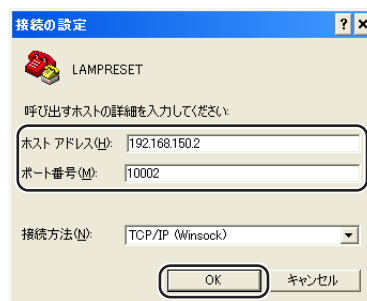 接続の設定
LAMPRESET
呼び出すホストの詳細を入力してください:
ホスト アドレス(H): 192.168.150.2
ポート番号(M): 10002
接続方法(N): TCP/IP (Winsock)
OK キャンセル